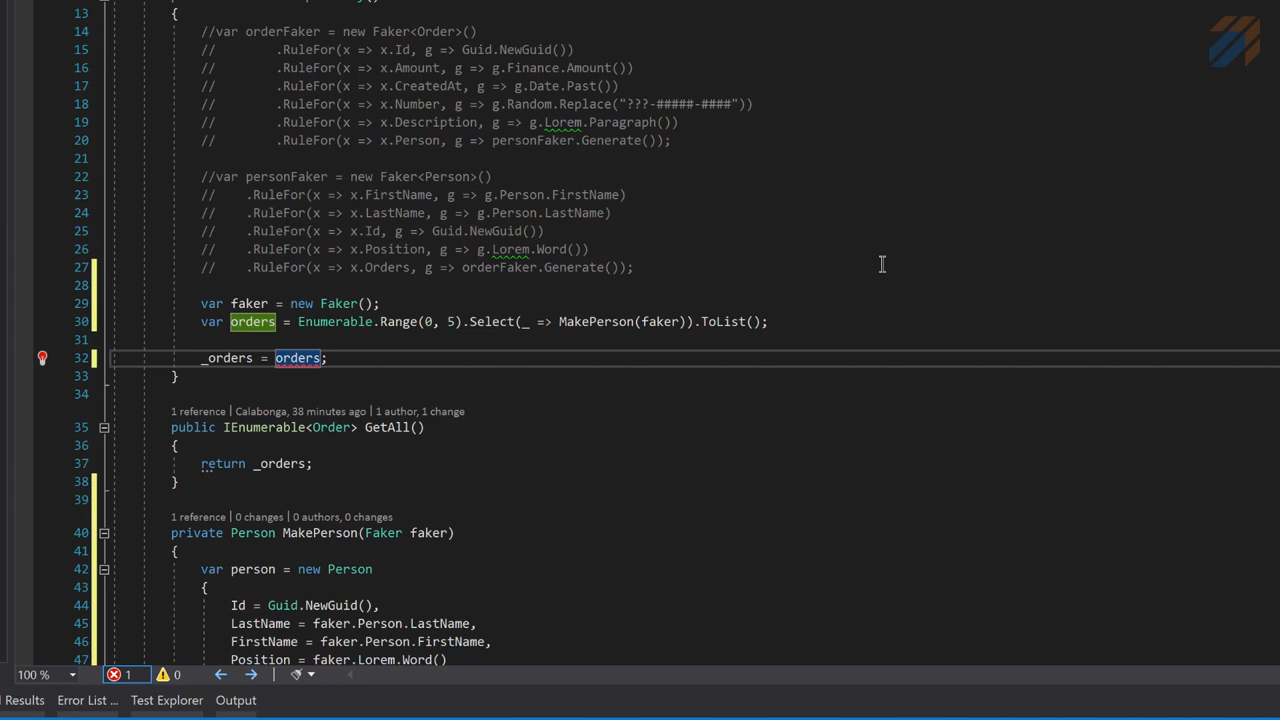 13 {
14 //var orderFaker = new Faker<Order>()
15 // .RuleFor(x => x.Id, g => Guid.NewGuid())
16 // .RuleFor(x => x.Amount, g => g.Finance.Amount())
17 // .RuleFor(x => x.CreatedAt, g => g.Date.Past())
18 // .RuleFor(x => x.Number, g => g.Random.Replace("???-#####-####"))
19 // .RuleFor(x => x.Description, g => g.Lorem.Paragraph())
20 // .RuleFor(x => x.Person, g => personFaker.Generate());
21
22 //var personFaker = new Faker<Person>()
23 // .RuleFor(x => x.FirstName, g => g.Person.FirstName)
24 // .RuleFor(x => x.LastName, g => g.Person.LastName)
25 // .RuleFor(x => x.Id, g => Guid.NewGuid())
26 // .RuleFor(x => x.Position, g => g.Lorem.Word())
27 // .RuleFor(x => x.Orders, g => orderFaker.Generate());
28
29 var faker = new Faker();
30 var orders = Enumerable.Range(0, 5).Select(_ => MakePerson(faker)).ToList();
31
32 _orders = orders;
33 }
34
1 reference | Calabonga, 38 minutes ago | 1 author, 1 change
35 public IEnumerable<Order> GetAll()
36 {
37 return _orders;
38 }
39
1 reference | 0 changes | 0 authors, 0 changes
40 private Person MakePerson(Faker faker)
41 {
42 var person = new Person
43 {
44 Id = Guid.NewGuid(),
45 LastName = faker.Person.LastName,
46 FirstName = faker.Person.FirstName,
47 Position = faker.Lorem.Word()
100 % 1 0
Results Error List ... Test Explorer Output